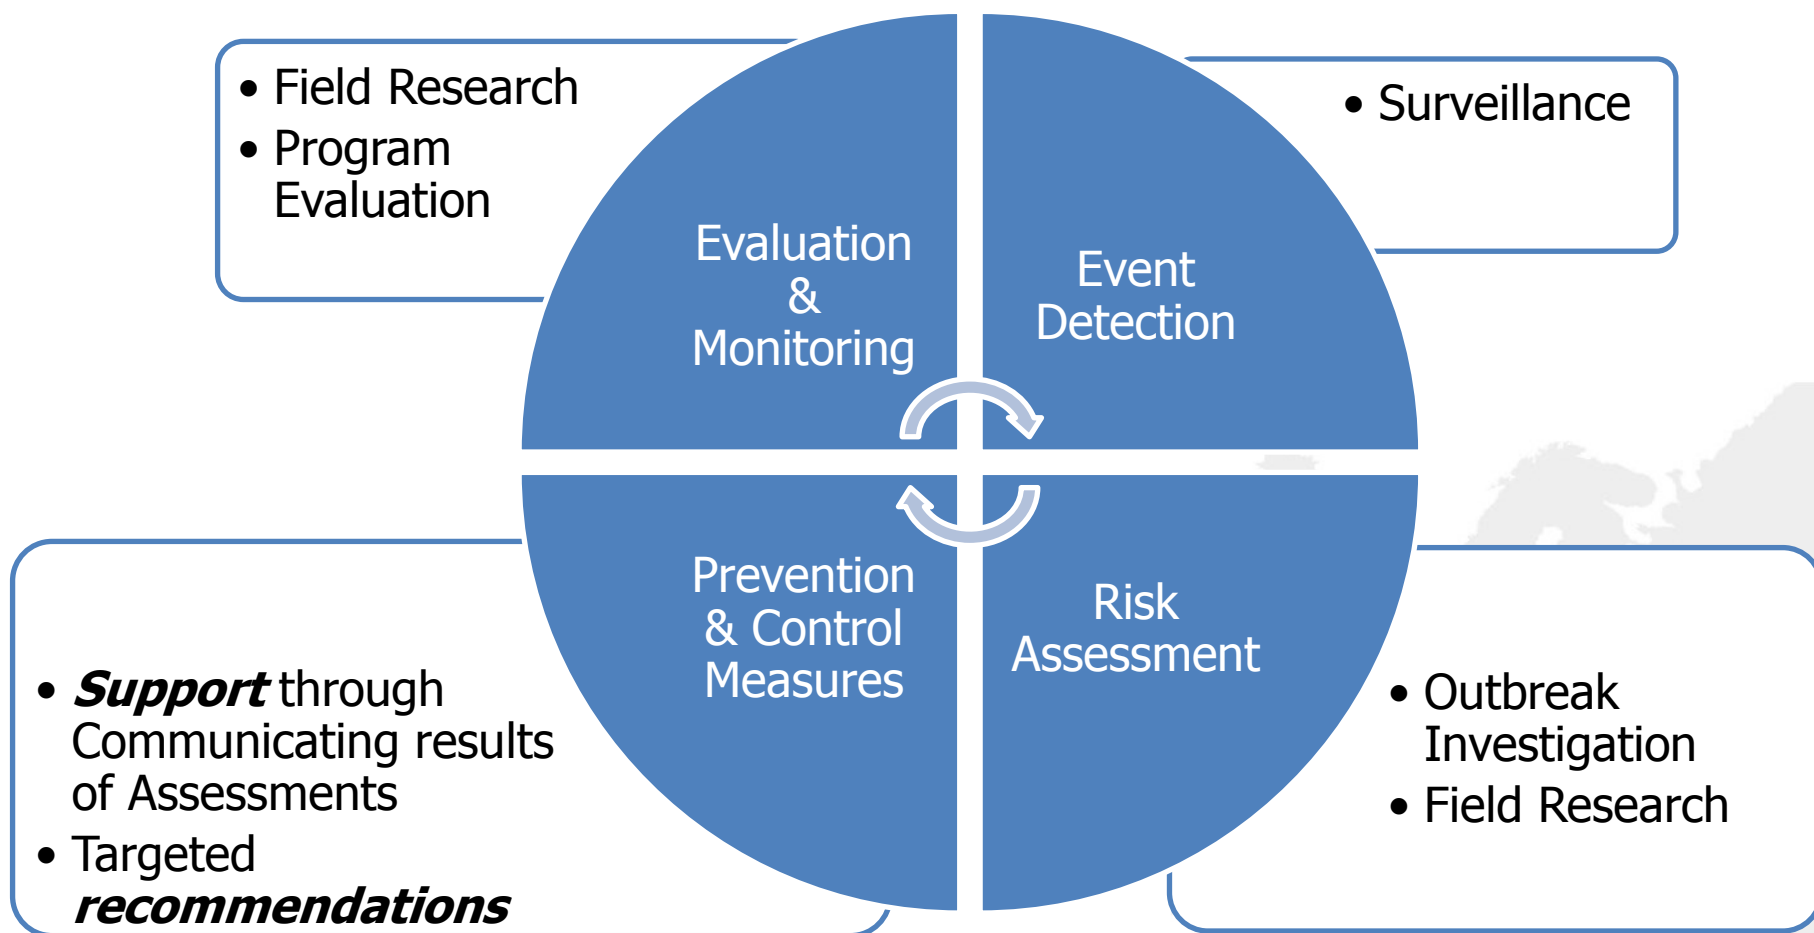 • Field Research
• Program
Evaluation
Evaluation
&
Monitoring
Event
Detection
• Surveillance
• Support through
Communicating results
of Assessments
• Targeted
recommendations
Prevention
& Control
Measures
Risk
Assessment
• Outbreak
Investigation
• Field Research